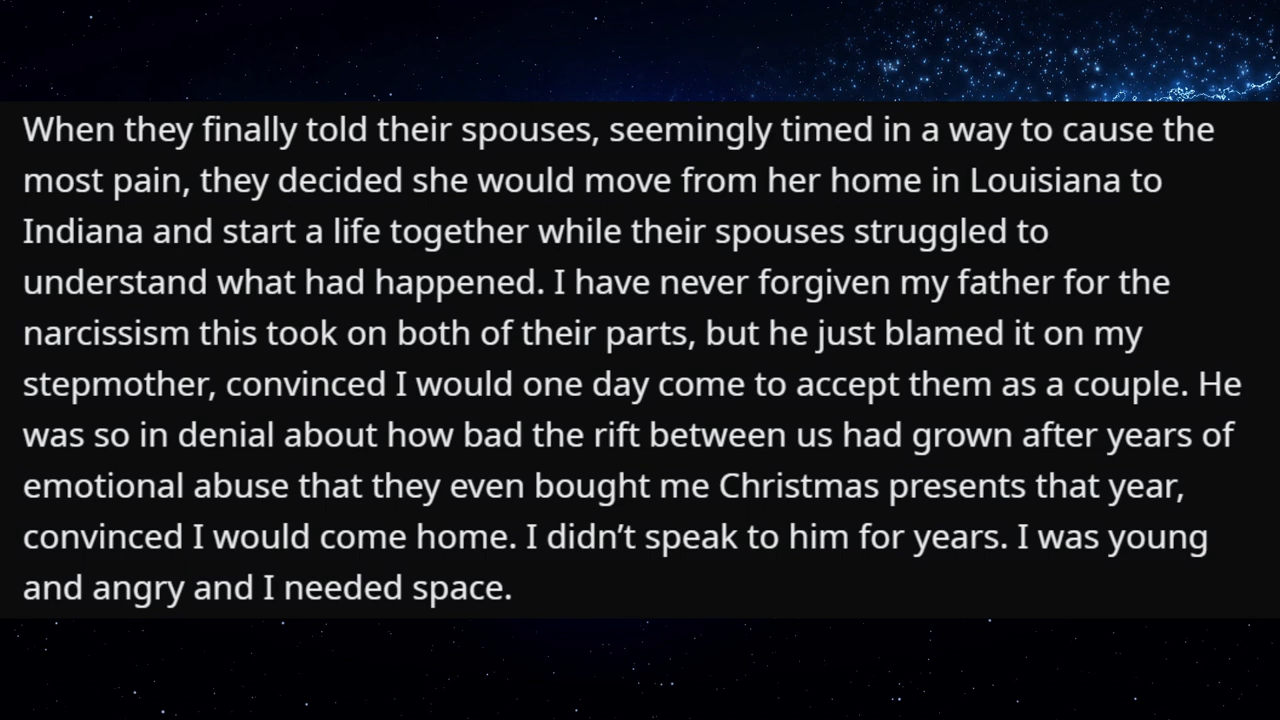 When they finally told their spouses, seemingly timed in a way to cause the
most pain, they decided she would move from her home in Louisiana to
Indiana and start a life together while their spouses struggled to
understand what had happened. I have never forgiven my father for the
narcissism this took on both of their parts, but he just blamed it on my
stepmother, convinced I would one day come to accept them as a couple. He
was so in denial about how bad the rift between us had grown after years of
emotional abuse that they even bought me Christmas presents that year,
convinced I would come home. I didn’t speak to him for years. I was young
and angry and I needed space.